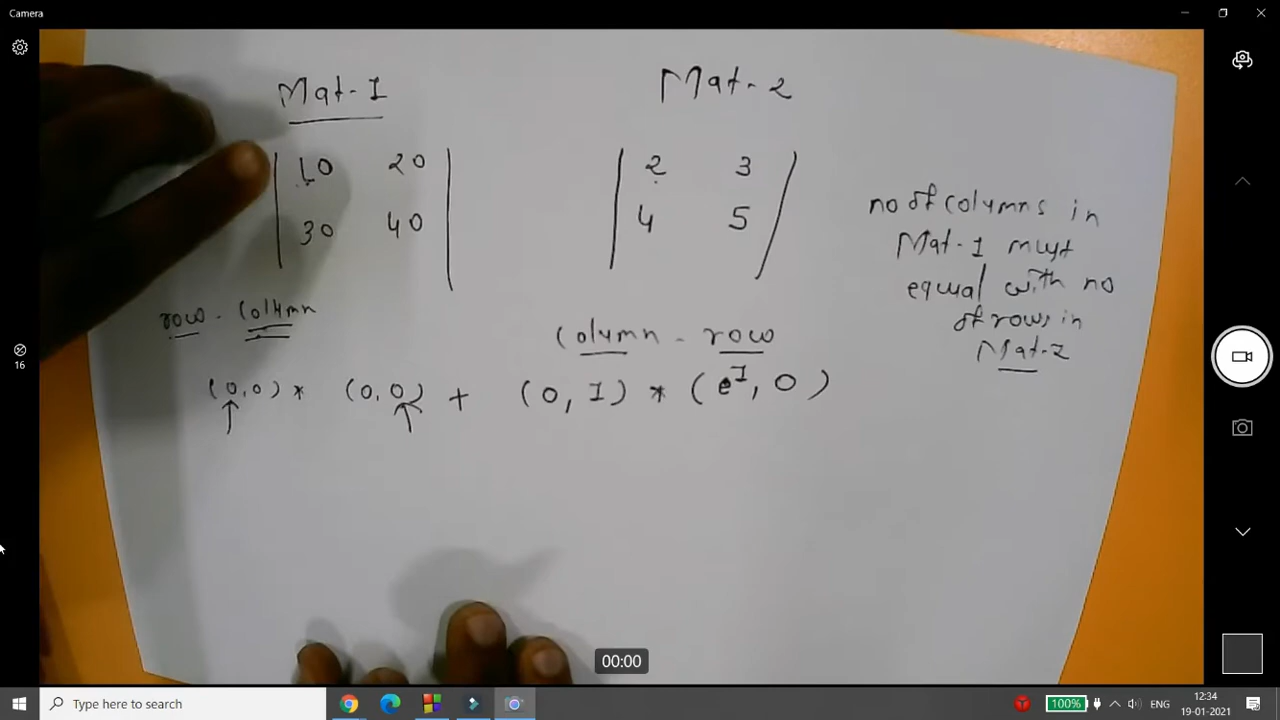 Camera
Mat-1
Mat-2
10 20
30 40
2 3
4 5
no of columns in
Mat-1 must
equal with no
of rows in
Mat-2
row - column
column - row
(0,0) * (0,0) + (0, 1) * (1, 0)
16
00:00
Type here to search
100%
ENG
12:34
19-01-2021